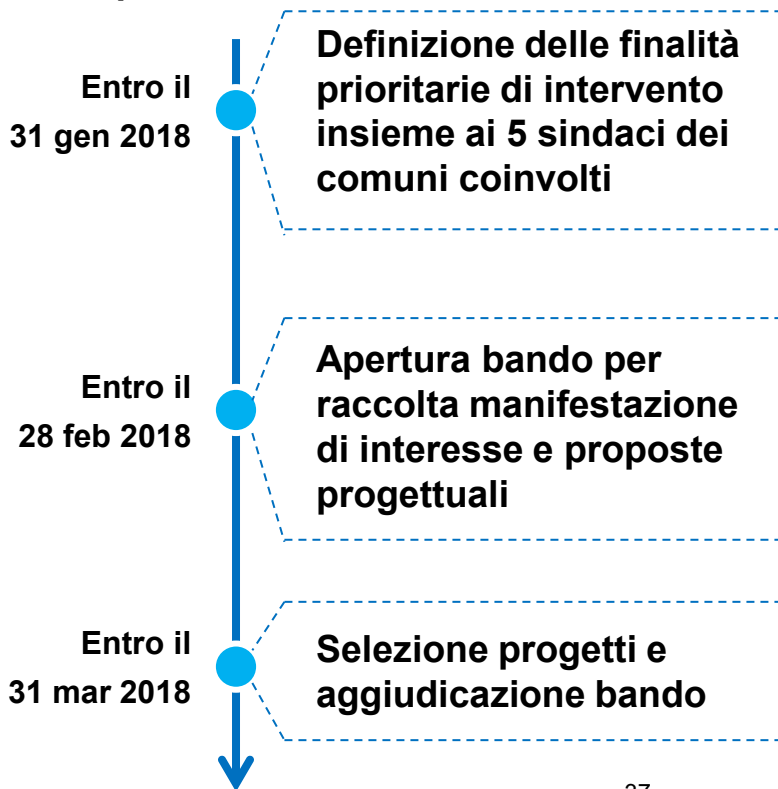 Definizione delle finalità
prioritarie di intervento
insieme ai 5 sindaci dei
comuni coinvolti
Entro il
31 gen 2018
Apertura bando per
raccolta manifestazione
di interesse e proposte
progettuali
Entro il
28 feb 2018
Selezione progetti e
aggiudicazione bando
Entro il
31 mar 2018